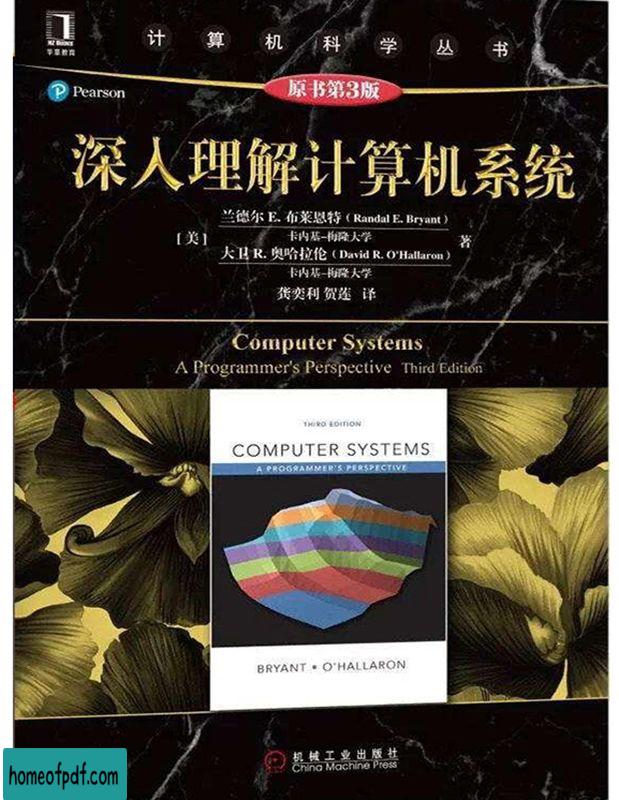 HZ BOOKS
华章教育
计算机科学丛书
Pearson
原书第3版
深入理解计算机系统
[美]
兰德尔 E. 布莱恩特（Randal E. Bryant）
卡内基-梅隆大学
大卫 R. 奥哈拉伦（David R. O'Hallaron）
卡内基-梅隆大学
著
龚奕利 贺莲 译
Computer Systems
A Programmer's Perspective Third Edition
THIRD EDITION
COMPUTER SYSTEMS
A PROGRAMMER'S PERSPECTIVE
BRYANT • O'HALLARON
机械工业出版社
China Machine Press
homeofpdf.com